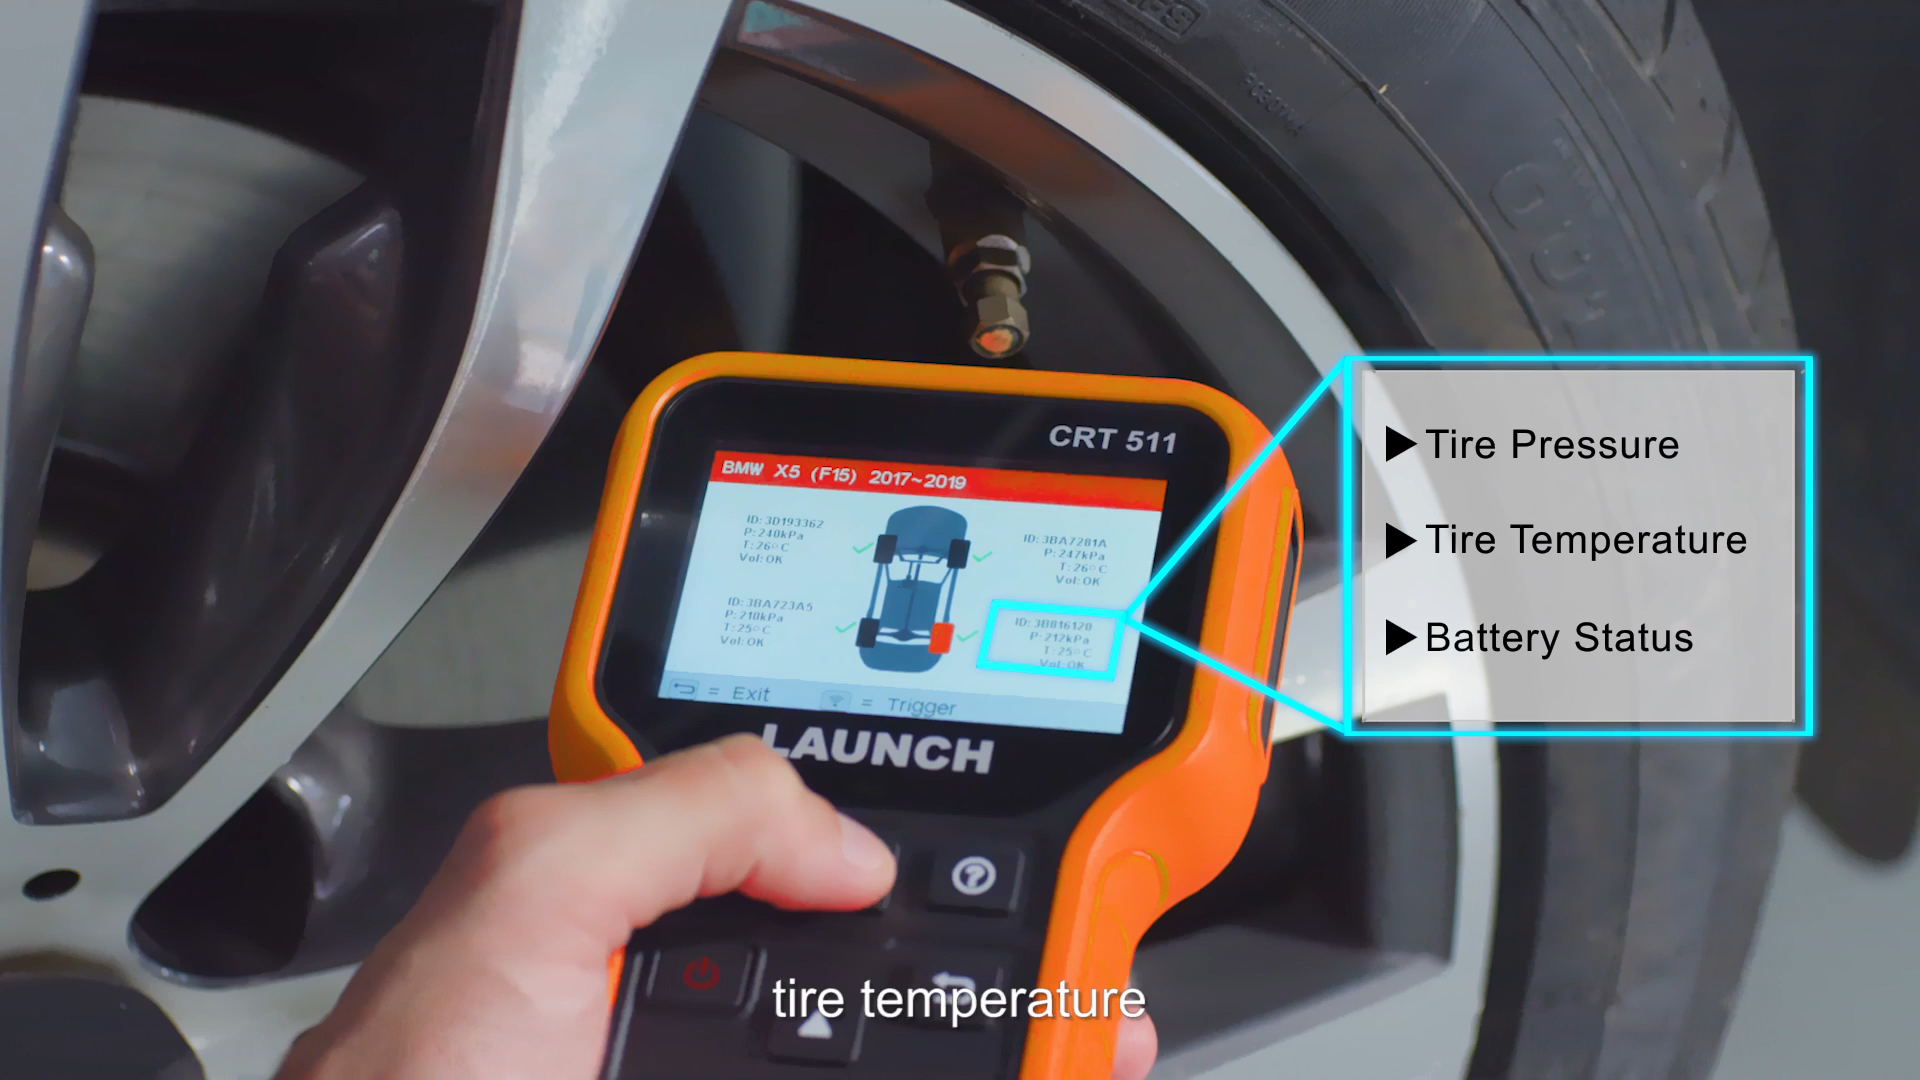 CRT 511
BMW X5 (F15) 2017~2019
ID: 3D193362
P: 240kPa
T: 26°C
Vol: OK
ID: 3BA7281A
P: 247kPa
T: 26°C
Vol: OK
ID: 3BA723A5
P: 210kPa
T: 25°C
Vol: OK
ID: 3B816120
P: 212kPa
T: 25°C
Vol: OK
= Exit
= Trigger
LAUNCH
▶Tire Pressure
▶Tire Temperature
▶Battery Status
tire temperature